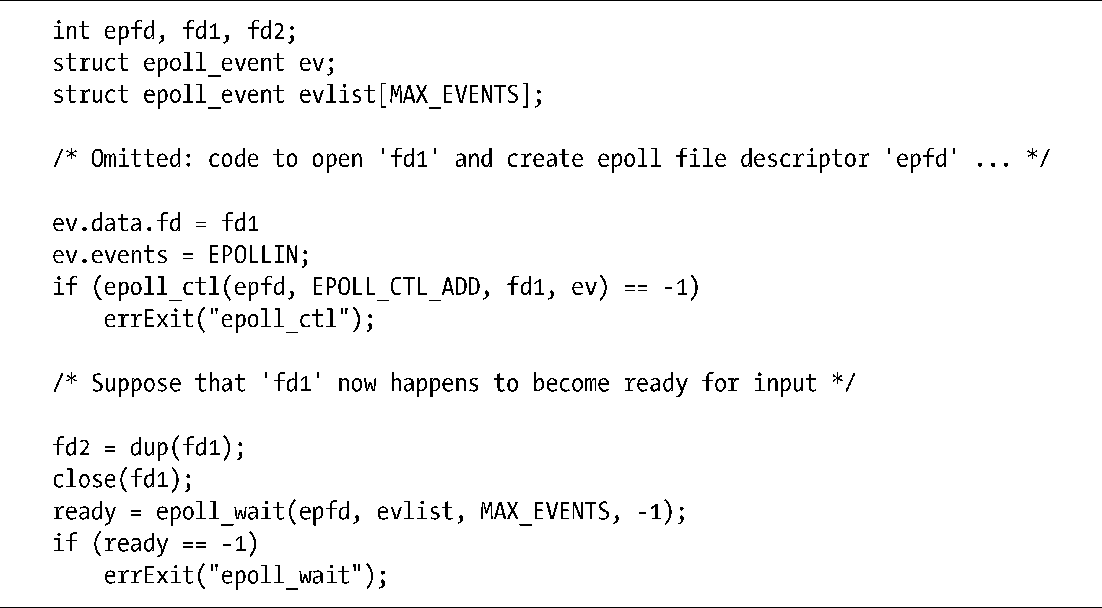 int epfd, fd1, fd2;
struct epoll_event ev;
struct epoll_event evlist[MAX_EVENTS];
/* Omitted: code to open 'fd1' and create epoll file descriptor 'epfd' ... */
ev.data.fd = fd1
ev.events = EPOLLIN;
if (epoll_ctl(epfd, EPOLL_CTL_ADD, fd1, ev) == -1)
errExit("epoll_ctl");
/* Suppose that 'fd1' now happens to become ready for input */
fd2 = dup(fd1);
close(fd1);
ready = epoll_wait(epfd, evlist, MAX_EVENTS, -1);
if (ready == -1)
errExit("epoll_wait");